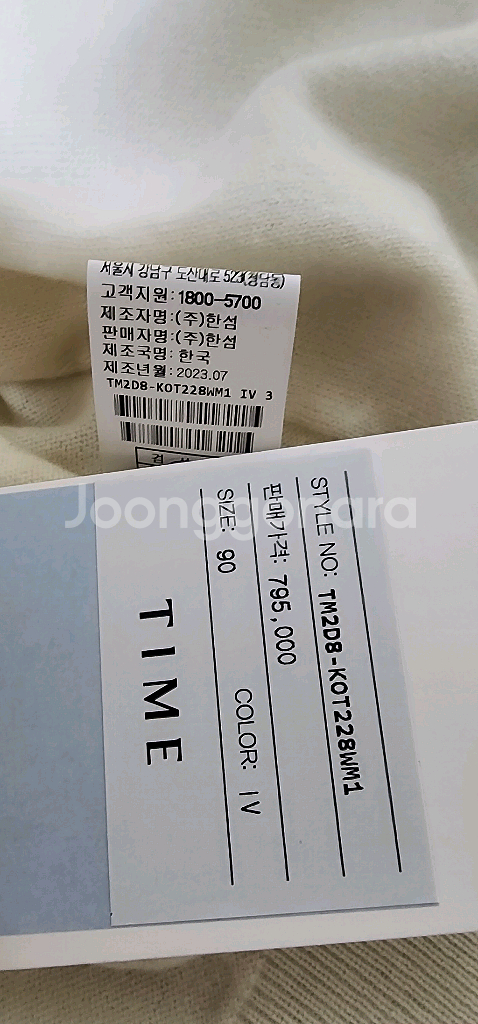 서울시 강남구 도산대로 523(청담동)
고객지원:1800-5700
제조자명:(주)한섬
판매자명:(주)한섬
제조국명: 한국
제조년월: 2023.07
TM2D8-KOT228WM1 IV 3
Joonggonara
STYLE NO: TM2D8-KOT228WM1
판매가격: 795,000
SIZE: 90 COLOR: IV
TIME